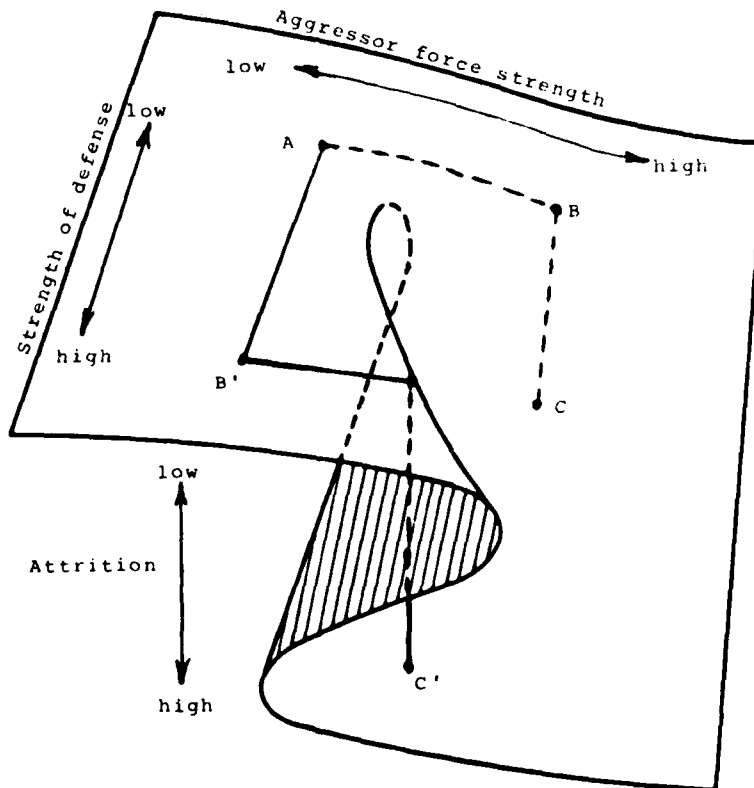 Aggressor force strength
low
high
Strength of defense
low
high
A
B
B'
C
low
Attrition
high
C'